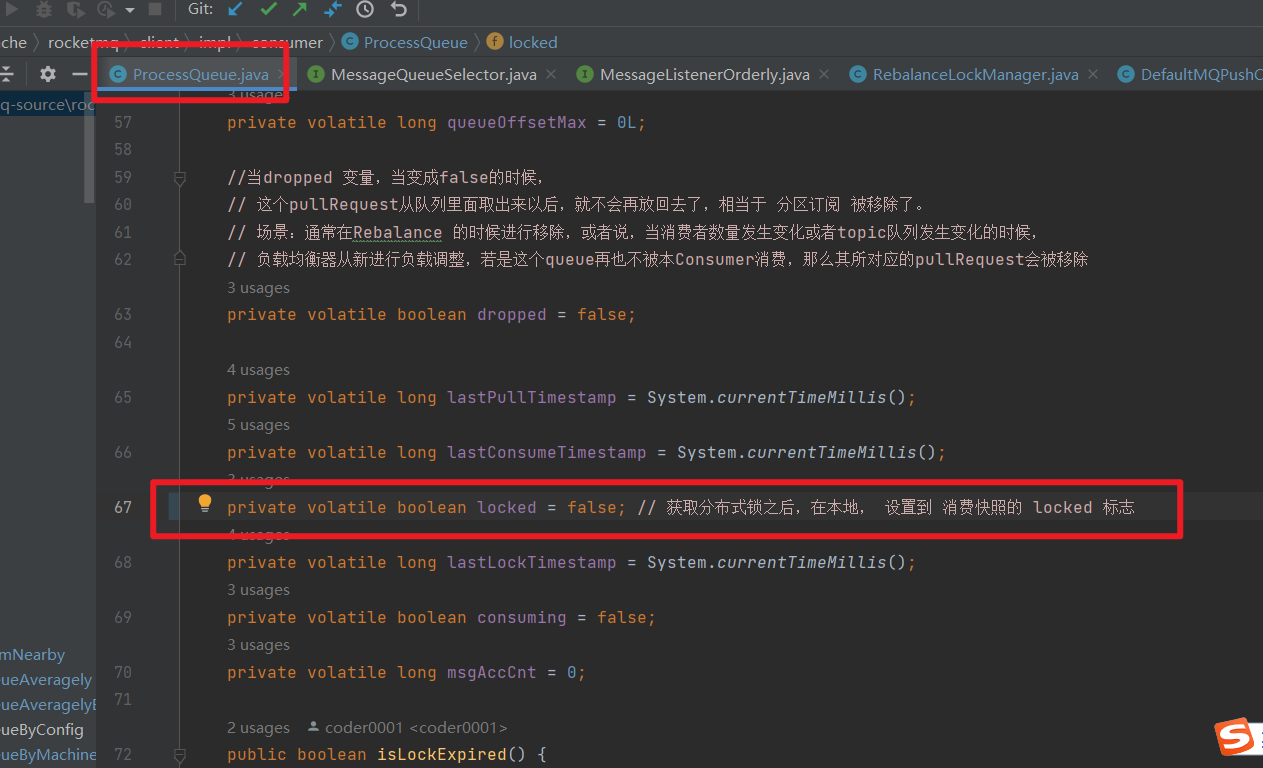 Git:
che rocketmq client impl consumer ProcessQueue locked
ProcessQueue.java MessageQueueSelector.java MessageListenerOrderly.java RebalanceLockManager.java DefaultMQPushC
q-source\roc
3 usages
57 private volatile long queueOffsetMax = 0L;
58
59 //当dropped 变量，当变成false的时候，
60 // 这个pullRequest从队列里面取出来以后，就不会再放回去了，相当于 分区订阅 被移除了。
61 // 场景：通常在Rebalance 的时候进行移除，或者说，当消费者数量发生变化或者topic队列发生变化的时候，
62 // 负载均衡器从新进行负载调整，若是这个queue再也不被本Consumer消费，那么其所对应的pullRequest会被移除
3 usages
63 private volatile boolean dropped = false;
64
4 usages
65 private volatile long lastPullTimestamp = System.currentTimeMillis();
5 usages
66 private volatile long lastConsumeTimestamp = System.currentTimeMillis();
67 private volatile boolean locked = false; // 获取分布式锁之后，在本地， 设置到 消费快照的 locked 标志
4 usages
68 private volatile long lastLockTimestamp = System.currentTimeMillis();
3 usages
69 private volatile boolean consuming = false;
3 usages
70 private volatile long msgAccCnt = 0;
71
2 usages coder0001 <coder0001>
72 public boolean isLockExpired() {
mNearby
ueAveragely
ueAveragelyB
ueByConfig
ueByMachine
S